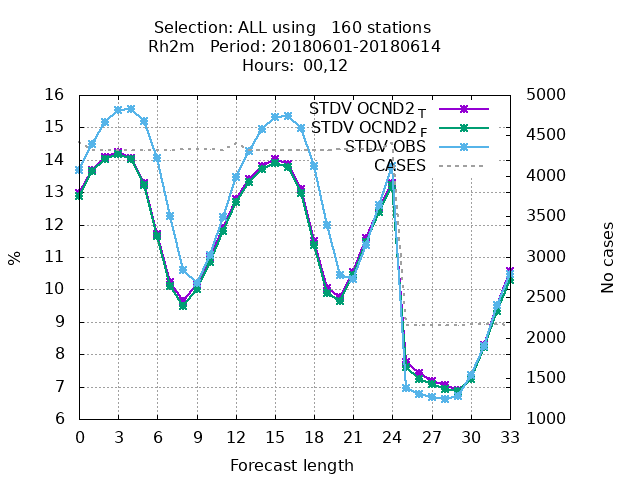 Selection: ALL using   160 stations
Rh2m   Period: 20180601-20180614
Hours: 00,12
STDV OCND2 T
STDV OCND2 F
STDV OBS
CASES
16
15
14
13
12
11
10
9
8
7
6
%
5000
4500
4000
3500
3000
2500
2000
1500
1000
No cases
0 3 6 9 12 15 18 21 24 27 30 33
Forecast length